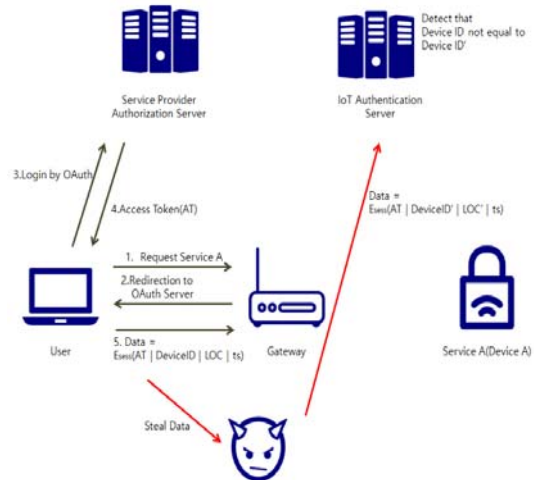 Detect that
Device ID not equal to
Device ID'
Service Provider
Authorization Server
IoT Authentication
Server
3.Login by OAuth
4.Access Token(AT)
Data =
Esess(AT | DeviceID' | LOC' | ts)
1. Request Service A
2.Redirection to
OAuth Server
User
5. Data =
Esess(AT | DeviceID | LOC | ts)
Gateway
Service A(Device A)
Steal Data